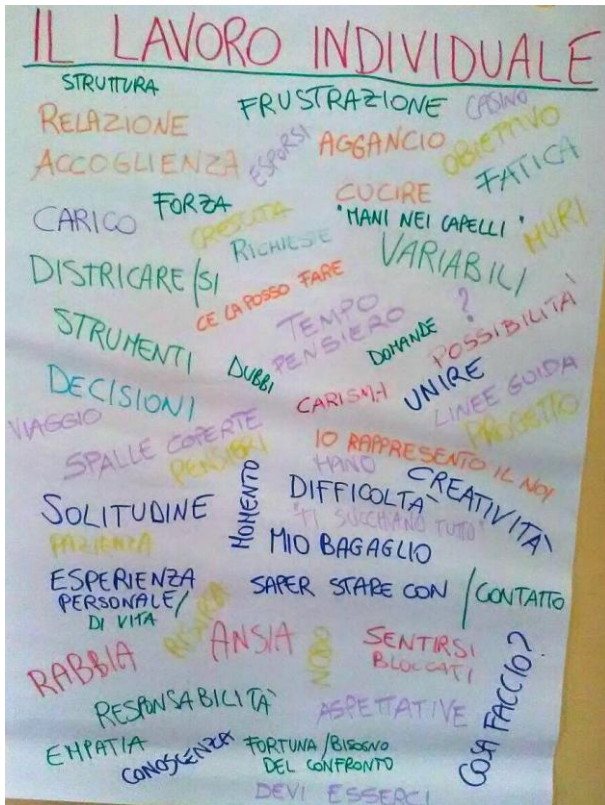 IL LAVORO INDIVIDUALE
STRUTTURA
FRUSTRAZIONE
CASINO
RELAZIONE
ESPORSI
AGGANCIO
OBIETTIVO
ACCOGLIENZA
FATICA
CUCIRE
CARICO
FORZA
CRESCITA
"MANI NEI CAPELLI"
MURI
RICHIESTE
VARIABILI
DISTRICARE/SI
CE LA POSSO FARE
TEMPO
PENSIERO
?
POSSIBILITÀ
STRUMENTI
DOMANDE
DUBBI
DECISIONI
CARISMA
UNIRE
LINEE GUIDA
VIAGGIO
PROGETTO
SPALLE COPERTE
PENSIERI
IO RAPPRESENTO IL NOI
MANO
CREATIVITÀ
DIFFICOLTÀ
MOMENTO
SOLITUDINE
"TI SUCCHIANO TUTTO"
PAZIENZA
MIO BAGAGLIO
ESPERIENZA
PERSONALE/
DI VITA
SAPER STARE CON /CONTATTO
RISORSA
ANSIA
NODO
SENTIRSI
BLOCCATI
RABBIA
COSA FACCIO?
RESPONSABILITÀ
ASPETTATIVE
EMPATIA
CONOSCENZA
FORTUNA/BISOGNO
DEL CONFRONTO
DEVI ESSERCI